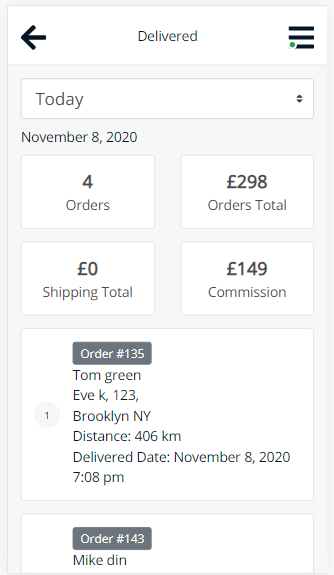 Delivered
Today
November 8, 2020
4
Orders
£298
Orders Total
£0
Shipping Total
£149
Commission
1
Order #135
Tom green
Eve k, 123,
Brooklyn NY
Distance: 406 km
Delivered Date: November 8, 2020
7:08 pm
Order #143
Mike din